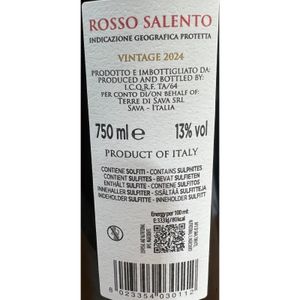 ROSSO SALENTO
INDICAZIONE GEOGRAFICA PROTETTA
VINTAGE 2024
PRODOTTO E IMBOTTIGLIATO DA:
PRODUCED AND BOTTLED BY:
I.C.Q.R.F. TA/64
PER CONTO DI/ON BEHALF OF:
TERRE DI SAVA SRL
SAVA - ITALIA
750 ml e 13% vol
PRODUCT OF ITALY
CONTIENE SOLFITI - CONTAINS SULPHITES
CONTIENT SULFITES - BEVAT SULFIETEN
ENTHÄLT SULFITE - CONTIENE SULFITOS
INNEHÅLLER SULFITER - SISÄLTÄÄ SULFIITTEJA
INDEHOLDER SULFITTE - INNEHOLDER SULFITT
Energy per 100 ml:
8 023354 030112